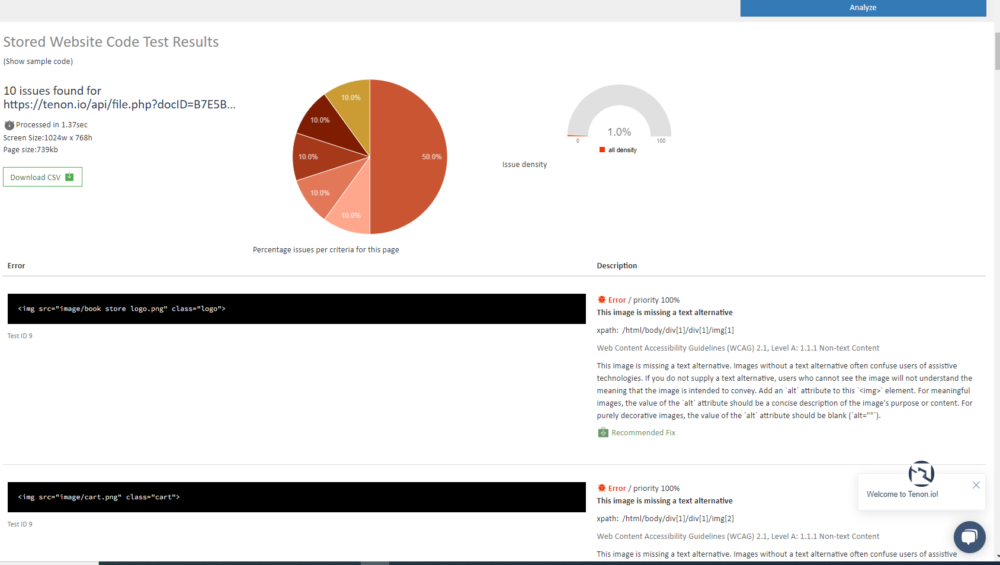 Analyze
Stored Website Code Test Results
(Show sample code)
10 issues found for
https://tenon.io/api/file.php?docID=B7E5B...
Processed in 1.37sec
Screen Size:1024w x 768h
Page size:739kb
Download CSV
10.0%
10.0%
10.0%
50.0%
10.0%
10.0%
Percentage issues per criteria for this page
1.0%
0
100
all density
Issue density
Error
Description
<img src="image/book store logo.png" class="logo">
Test ID 9
Error / priority 100%
This image is missing a text alternative
xpath: /html/body/div[1]/div[1]/img[1]
Web Content Accessibility Guidelines (WCAG) 2.1, Level A: 1.1.1 Non-text Content
This image is missing a text alternative. Images without a text alternative often confuse users of assistive
technologies. If you do not supply a text alternative, users who cannot see the image will not understand the
meaning that the image is intended to convey. Add an `alt` attribute to this `<img>` element. For meaningful
images, the value of the `alt` attribute should be a concise description of the image's purpose or content. For
purely decorative images, the value of the `alt` attribute should be blank (`alt=""`).
Recommended Fix
<img src="image/cart.png" class="cart">
Test ID 9
Error / priority 100%
This image is missing a text alternative
xpath: /html/body/div[1]/div[1]/img[2]
Web Content Accessibility Guidelines (WCAG) 2.1, Level A: 1.1.1 Non-text Content
This image is missing a text alternative. Images without a text alternative often confuse users of assistive
Welcome to Tenon.io!